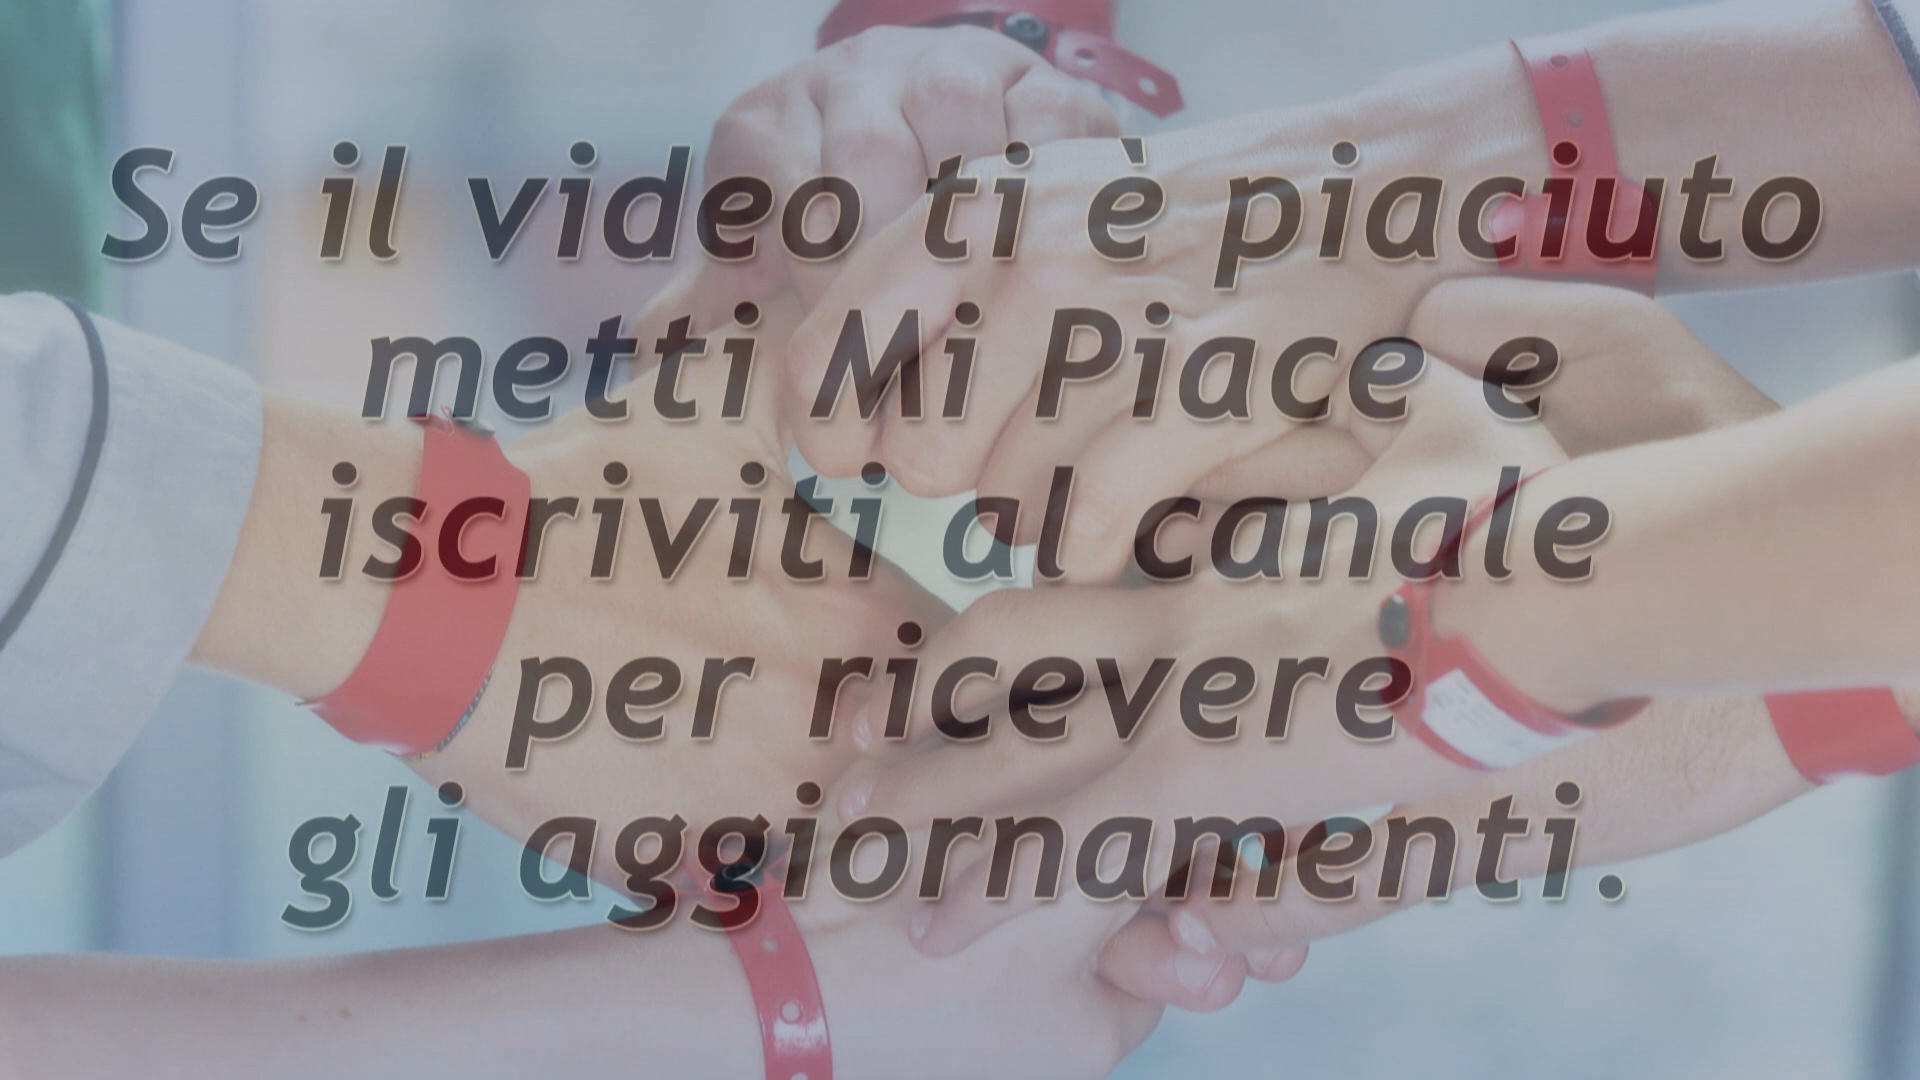 Se il video ti è piaciuto
metti Mi Piace e
iscriviti al canale
per ricevere
gli aggiornamenti.